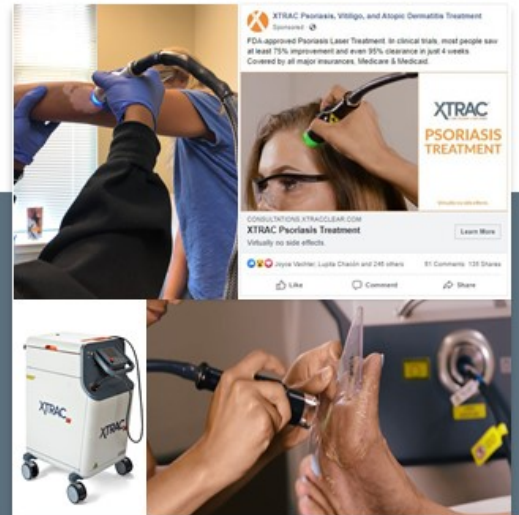 XTRAC Psoriasis, Vitiligo, and Atopic Dermatitis Treatment
Sponsored
FDA-approved Psoriasis Laser Treatment. In clinical trials, most people saw
at least 75% improvement and even 95% clearance in just 4 weeks.
Covered by all major insurances, Medicare & Medicaid.
XTRAC
PSORIASIS
TREATMENT
CONSULTATIONS.XTRACCLEAR.COM
XTRAC Psoriasis Treatment
Virtually no side effects.
Learn More
Joyce Vachter, Lupita Chacón and 246 others
51 Comments 135 Shares
Like
Comment
Share
XTRAC
XTRAC